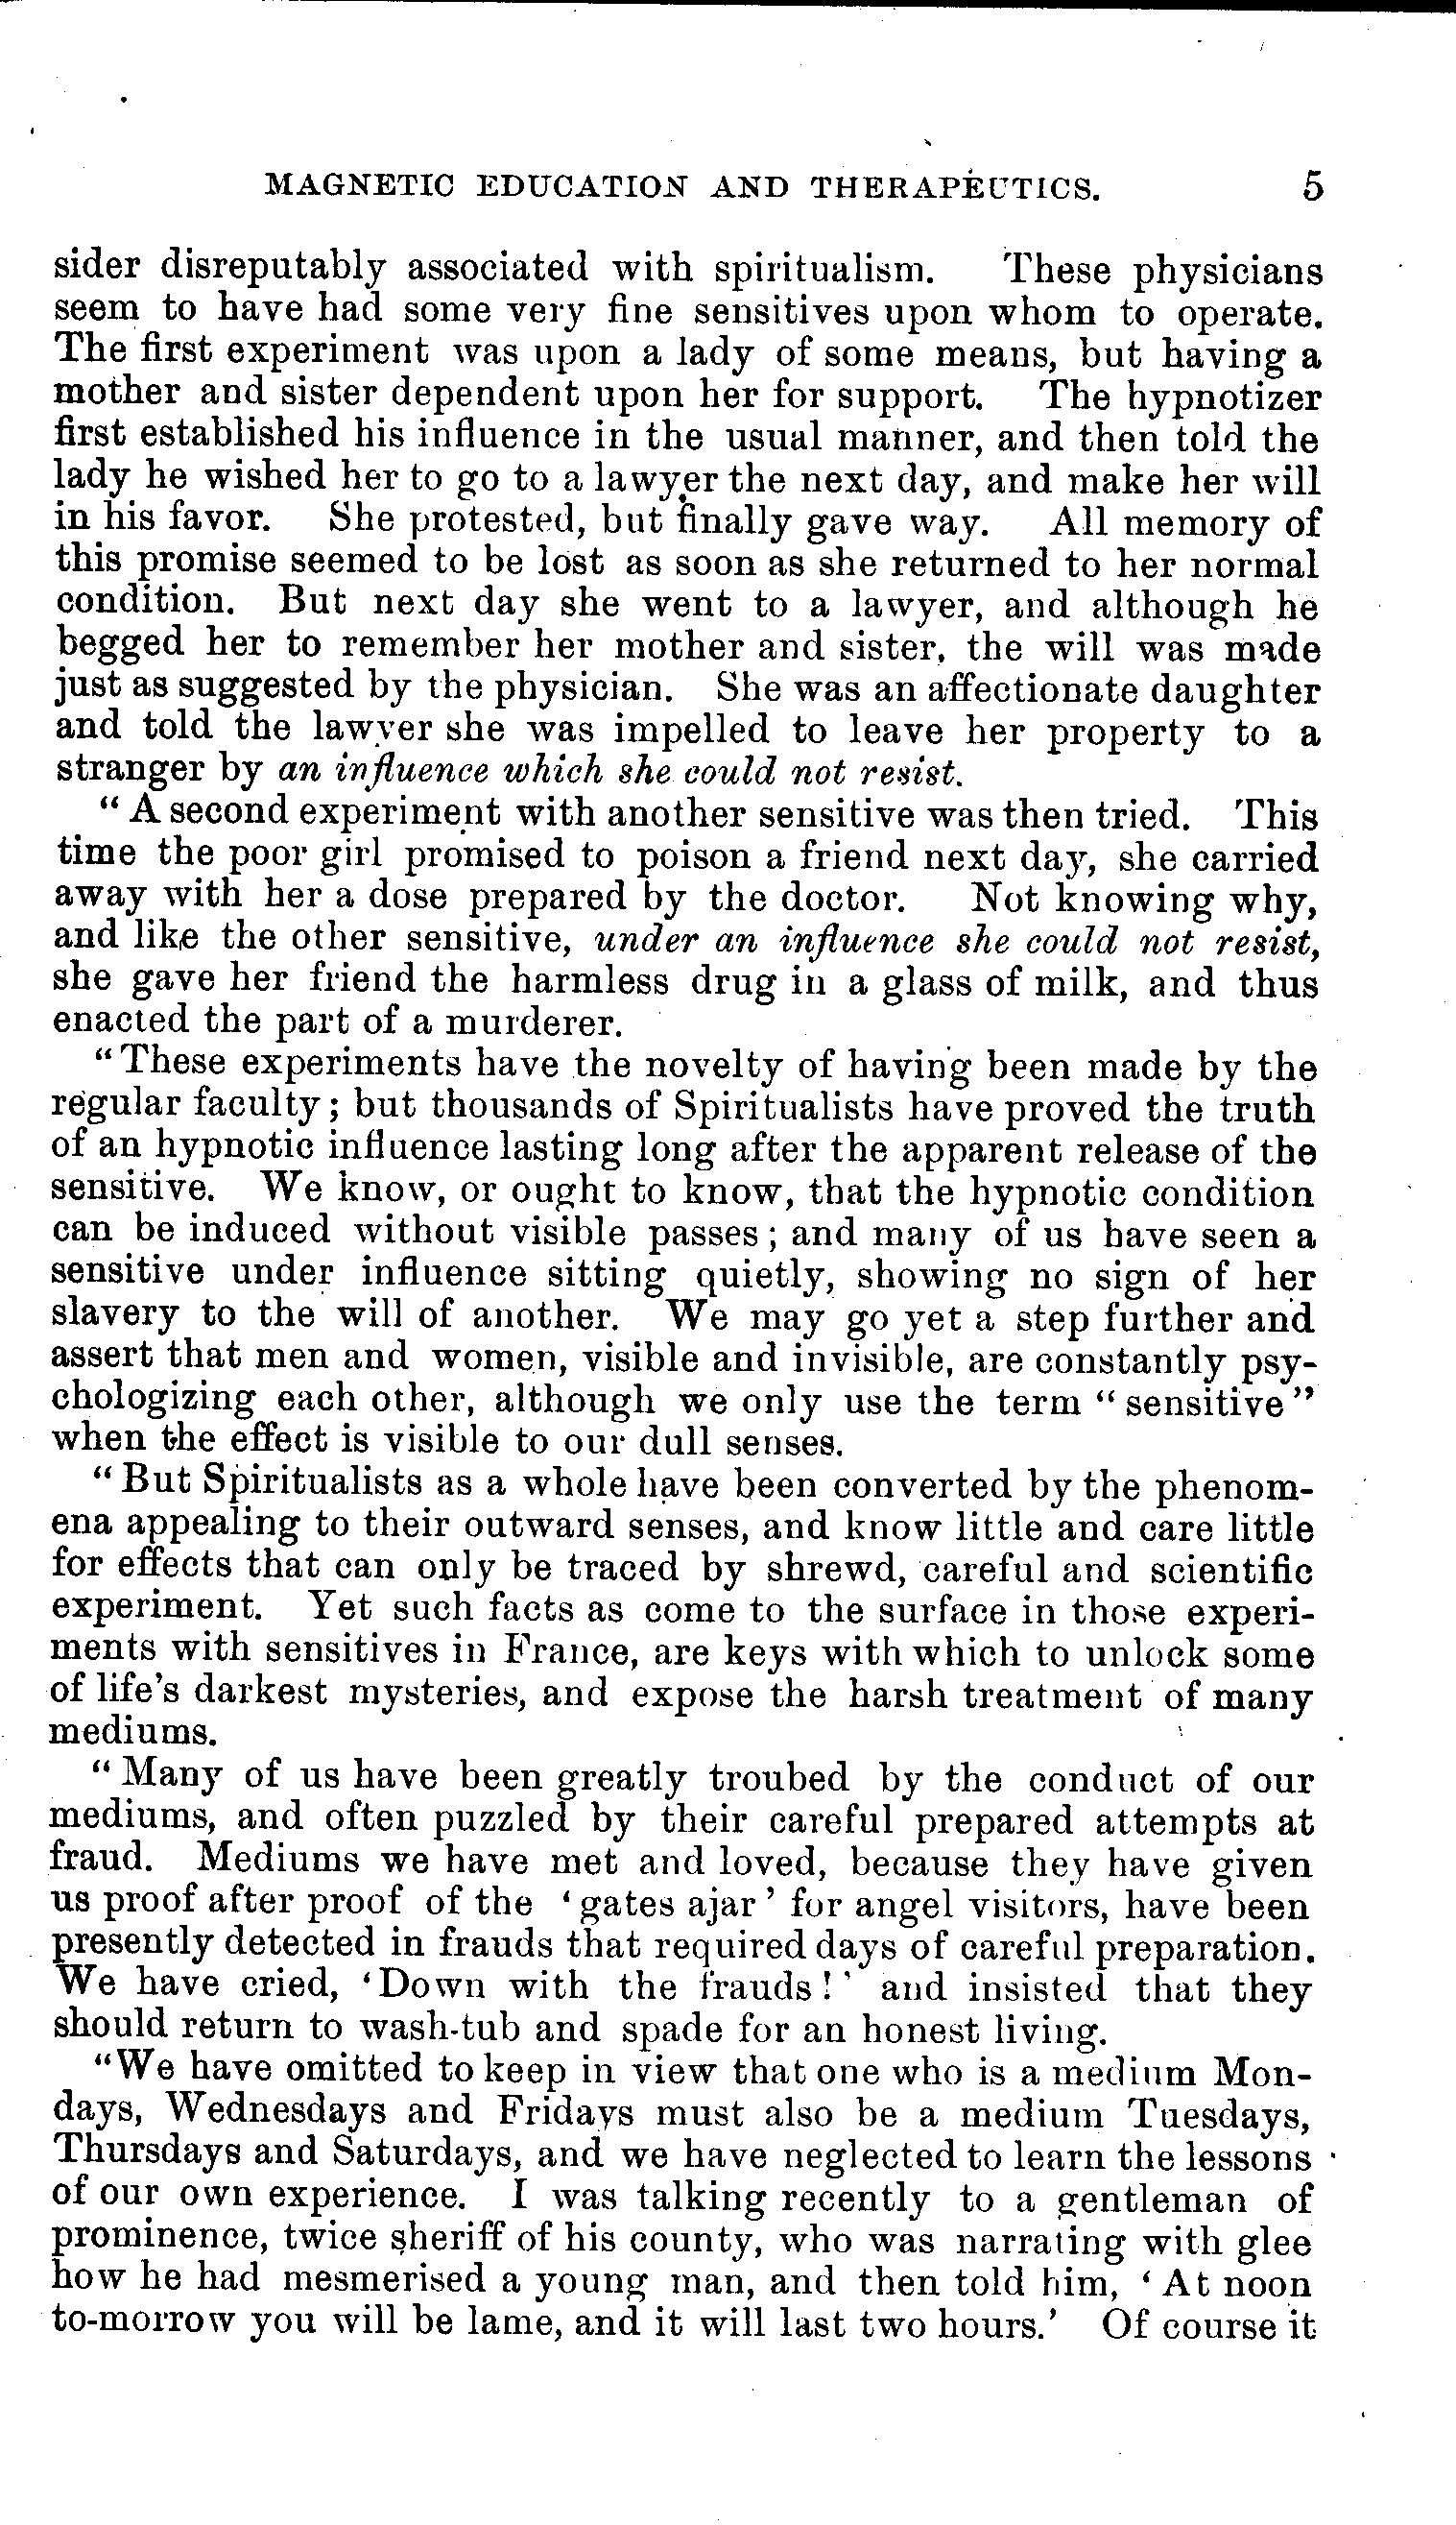 MAGNETIC EDUCATION AND THERAPEUTICS. 5
sider disreputably associated with spiritualism. These physicians
seem to have had some very fine sensitives upon whom to operate.
The first experiment was upon a lady of some means, but having a
mother and sister dependent upon her for support. The hypnotizer
first established his influence in the usual manner, and then told the
lady he wished her to go to a lawyer the next day, and make her will
in his favor. She protested, but finally gave way. All memory of
this promise seemed to be lost as soon as she returned to her normal
condition. But next day she went to a lawyer, and although he
begged her to remember her mother and sister, the will was made
just as suggested by the physician. She was an affectionate daughter
and told the lawyer she was impelled to leave her property to a
stranger by an influence which she could not resist.
“ A second experiment with another sensitive was then tried. This
time the poor girl promised to poison a friend next day, she carried
away with her a dose prepared by the doctor. Not knowing why,
and like the other sensitive, under an influence she could not resist,
she gave her friend the harmless drug in a glass of milk, and thus
enacted the part of a murderer.
“ These experiments have the novelty of having been made by the
regular faculty; but thousands of Spiritualists have proved the truth
of an hypnotic influence lasting long after the apparent release of the
sensitive. We know, or ought to know, that the hypnotic condition
can be induced without visible passes; and many of us have seen a
sensitive under influence sitting quietly, showing no sign of her
slavery to the will of another. We may go yet a step further and
assert that men and women, visible and invisible, are constantly psy-
chologizing each other, although we only use the term “ sensitive ”
when the effect is visible to our dull senses.
“ But Spiritualists as a whole have been converted by the phenom-
ena appealing to their outward senses, and know little and care little
for effects that can only be traced by shrewd, careful and scientific
experiment. Yet such facts as come to the surface in those experi-
ments with sensitives in France, are keys with which to unlock some
of life's darkest mysteries, and expose the harsh treatment of many
mediums.
“ Many of us have been greatly troubed by the conduct of our
mediums, and often puzzled by their careful prepared attempts at
fraud. Mediums we have met and loved, because they have given
us proof after proof of the ‘ gates ajar ’ for angel visitors, have been
presently detected in frauds that required days of careful preparation.
We have cried, ‘Down with the frauds!’ and insisted that they
should return to wash-tub and spade for an honest living.
“We have omitted to keep in view that one who is a medium Mon-
days, Wednesdays and Fridays must also be a medium Tuesdays,
Thursdays and Saturdays, and we have neglected to learn the lessons
of our own experience. I was talking recently to a gentleman of
prominence, twice sheriff of his county, who was narrating with glee
how he had mesmerised a young man, and then told him, ‘ At noon
to-morrow you will be lame, and it will last two hours.’ Of course it